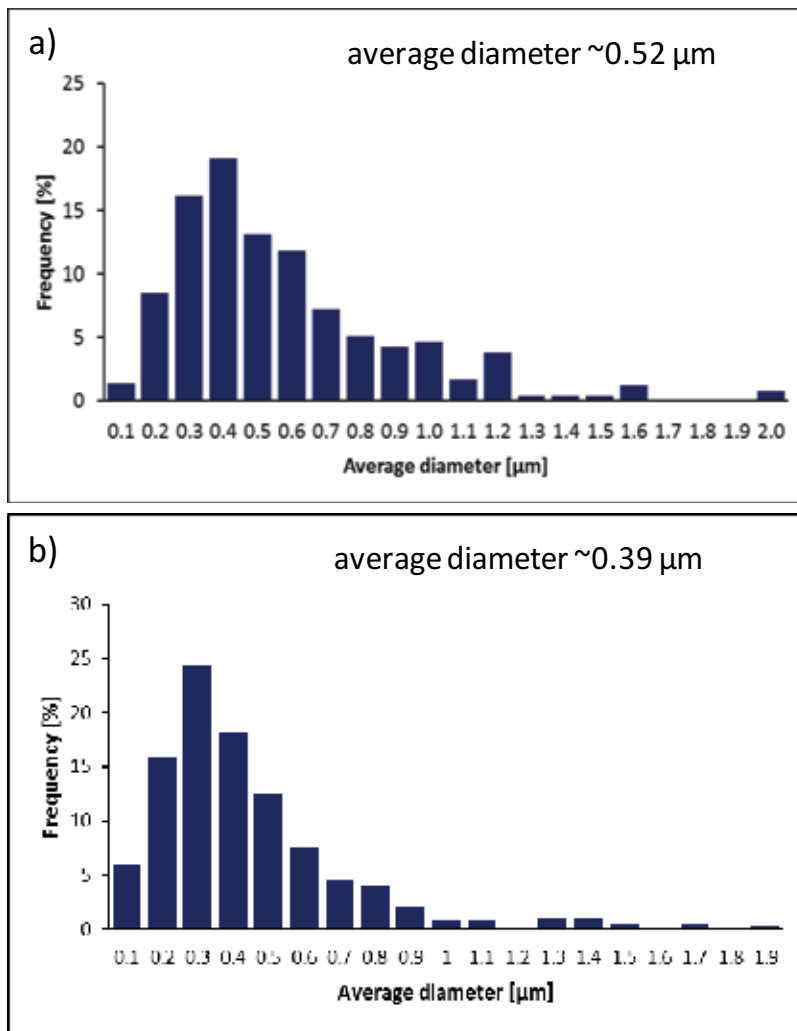 a)
average diameter ~0.52 µm
25
20
15
10
5
0
Frequency [%]
0.1 0.2 0.3 0.4 0.5 0.6 0.7 0.8 0.9 1.0 1.1 1.2 1.3 1.4 1.5 1.6 1.7 1.8 1.9 2.0
Average diameter [µm]
b)
average diameter ~0.39 µm
30
25
20
15
10
5
0
Frequency [%]
0.1 0.2 0.3 0.4 0.5 0.6 0.7 0.8 0.9 1 1.1 1.2 1.3 1.4 1.5 1.6 1.7 1.8 1.9
Average diameter [µm]